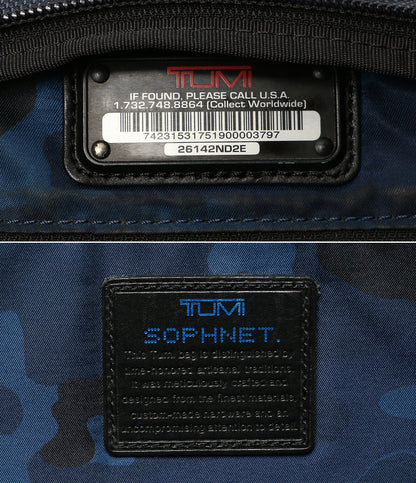 TUMI
IF FOUND, PLEASE CALL U.S.A.
1.732.748.8864 (Collect Worldwide)
74231531751900003797
26142ND2E
TUMI
SOPHNET.
This Tumi bag is distinguished by
time-honored artisanal traditions.
It was meticulously crafted and
designed from the finest materials,
custom-made hardware and an
uncompromising attention to detail.